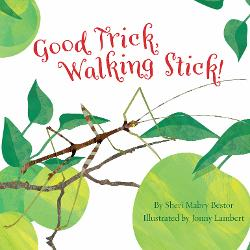 Good Trick,
Walking Stick!
By Sheri Mabry Bestor
Illustrated by Jonny Lambert